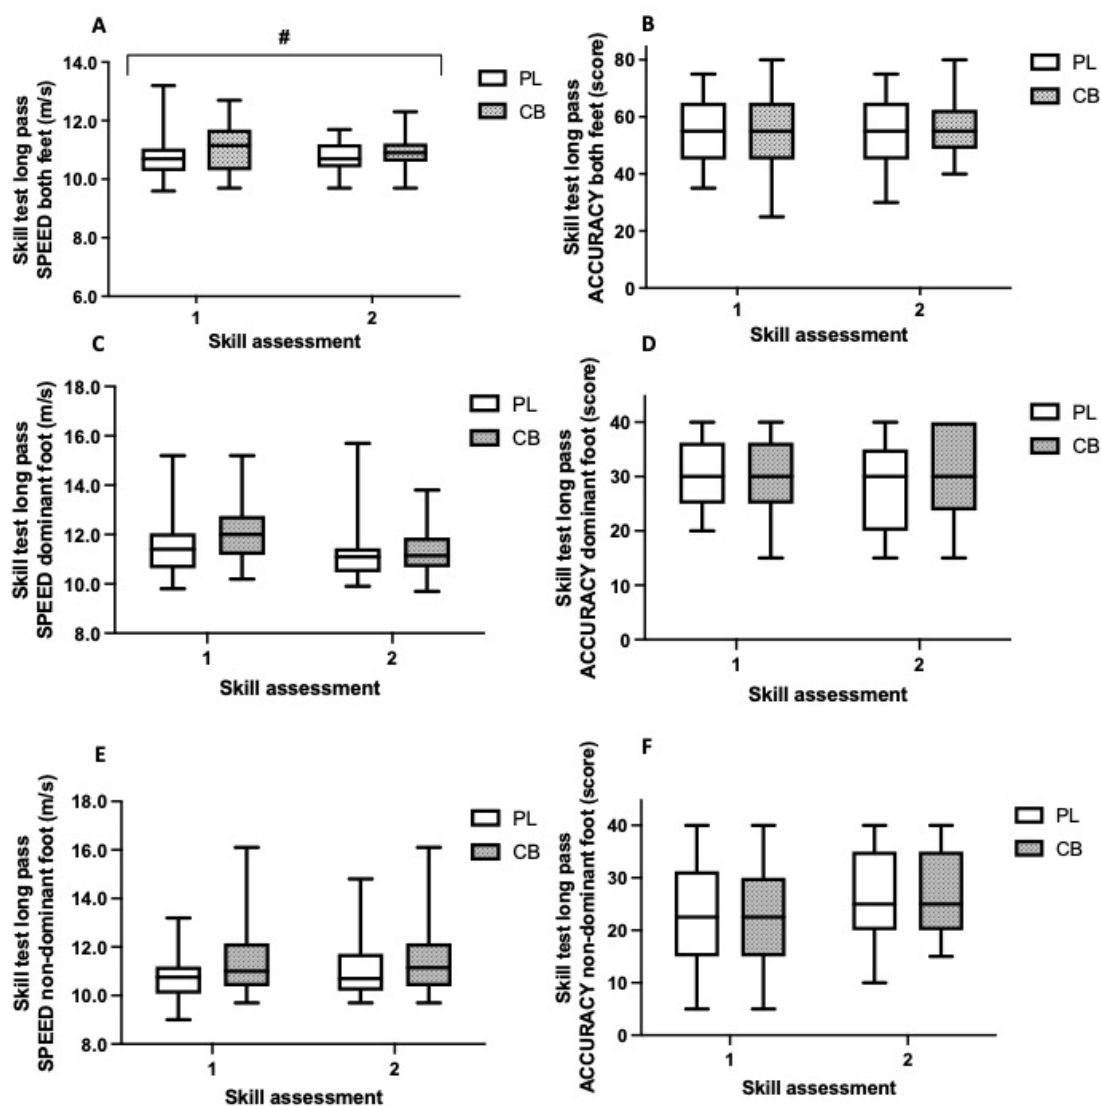 A
#
Skill test long pass
SPEED both feet (m/s)
14.0
12.0
10.0
8.0
6.0
1
2
Skill assessment
PL
CB
B
Skill test long pass
ACCURACY both feet (score)
80
60
40
20
0
1
2
Skill assessment
PL
CB
C
Skill test long pass
SPEED dominant foot (m/s)
18.0
16.0
14.0
12.0
10.0
8.0
1
2
Skill assessment
PL
CB
D
Skill test long pass
ACCURACY dominant foot (score)
40
30
20
10
0
1
2
Skill assessment
PL
CB
E
Skill test long pass
SPEED non-dominant foot (m/s)
18.0
16.0
14.0
12.0
10.0
8.0
1
2
Skill assessment
PL
CB
F
Skill test long pass
ACCURACY non-dominant foot (score)
40
30
20
10
0
1
2
Skill assessment
PL
CB